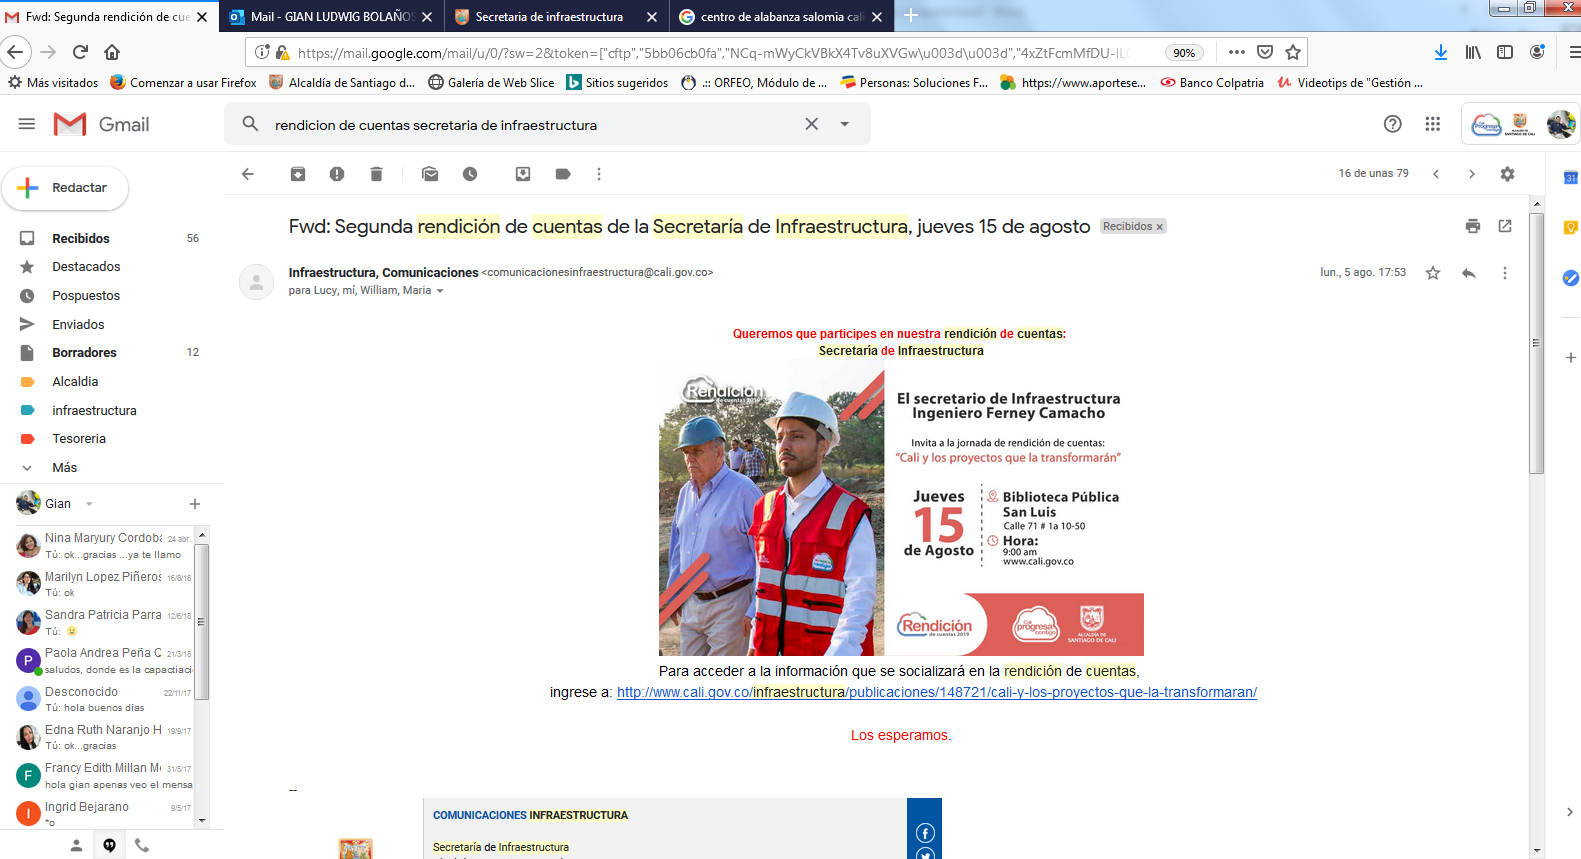 Fwd: Segunda rendición de cue
Mail - GIAN LUDWIG BOLAÑOS
Secretaria de infraestructura
centro de alabanza salomia cali
https://mail.google.com/mail/u/0/?sw=2&token=["cftp","5bb06cb0fa","NCq-mWyCkVBkX4Tv8uXVGw\u003d\u003d","4xZtFcmMfDU-lL
90%
Más visitados
Comenzar a usar Firefox
Alcaldía de Santiago d...
Galería de Web Slice
Sitios sugeridos
.:: ORFEO, Módulo de ...
Personas: Soluciones F...
https://www.aportese...
Banco Colpatria
Videotips de "Gestión ...
Gmail
rendicion de cuentas secretaria de infraestructura
Redactar
16 de unas 79
Recibidos 56
Destacados
Pospuestos
Enviados
Borradores 12
Alcaldia
infraestructura
Tesoreria
Más
Gian
Nina Maryury Cordoba 24 abr.
Tú: ok...gracias ...ya te llamo
Marilyn Lopez Piñeros 16/8/18
Tú: ok
Sandra Patricia Parra 12/6/18
Tú:
P
Paola Andrea Peña Q 21/3/18
saludos, donde es la capactiaci
Desconocido 22/11/17
Tú: hola buenos dias
Edna Ruth Naranjo H 19/9/17
Tú: ok...gracias
F
Francy Edith Millan M 31/5/17
hola gian apenas veo el mensa
I
Ingrid Bejarano 9/5/17
*o
Fwd: Segunda rendición de cuentas de la Secretaría de Infraestructura, jueves 15 de agosto
Recibidos x
Infraestructura, Comunicaciones <comunicacionesinfraestructura@cali.gov.co>
lun., 5 ago. 17:53
para Lucy, mí, William, Maria
Queremos que participes en nuestra rendición de cuentas:
Secretaría de Infraestructura
Rendición
de cuentas 2019
El secretario de Infraestructura
Ingeniero Ferney Camacho
Invita a la jornada de rendición de cuentas:
“Cali y los proyectos que la transformarán”
Jueves
15
de Agosto
Biblioteca Pública
San Luis
Calle 71 # 1a 10-50
Hora:
9:00 am
www.cali.gov.co
Rendición
de cuentas 2019
Cali
progresa
contigo
ALCALDÍA DE
SANTIAGO DE CALI
Para acceder a la información que se socializará en la rendición de cuentas,
ingrese a: http://www.cali.gov.co/infraestructura/publicaciones/148721/cali-y-los-proyectos-que-la-transformaran/
Los esperamos.
--
COMUNICACIONES INFRAESTRUCTURA
Secretaría de Infraestructura
31